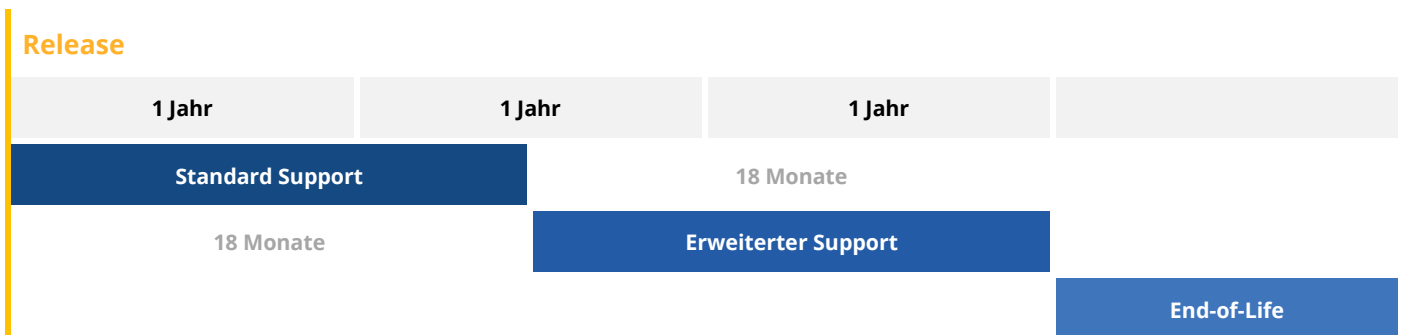 Release
1 Jahr 1 Jahr 1 Jahr
Standard Support 18 Monate
18 Monate Erweiterter Support
End-of-Life